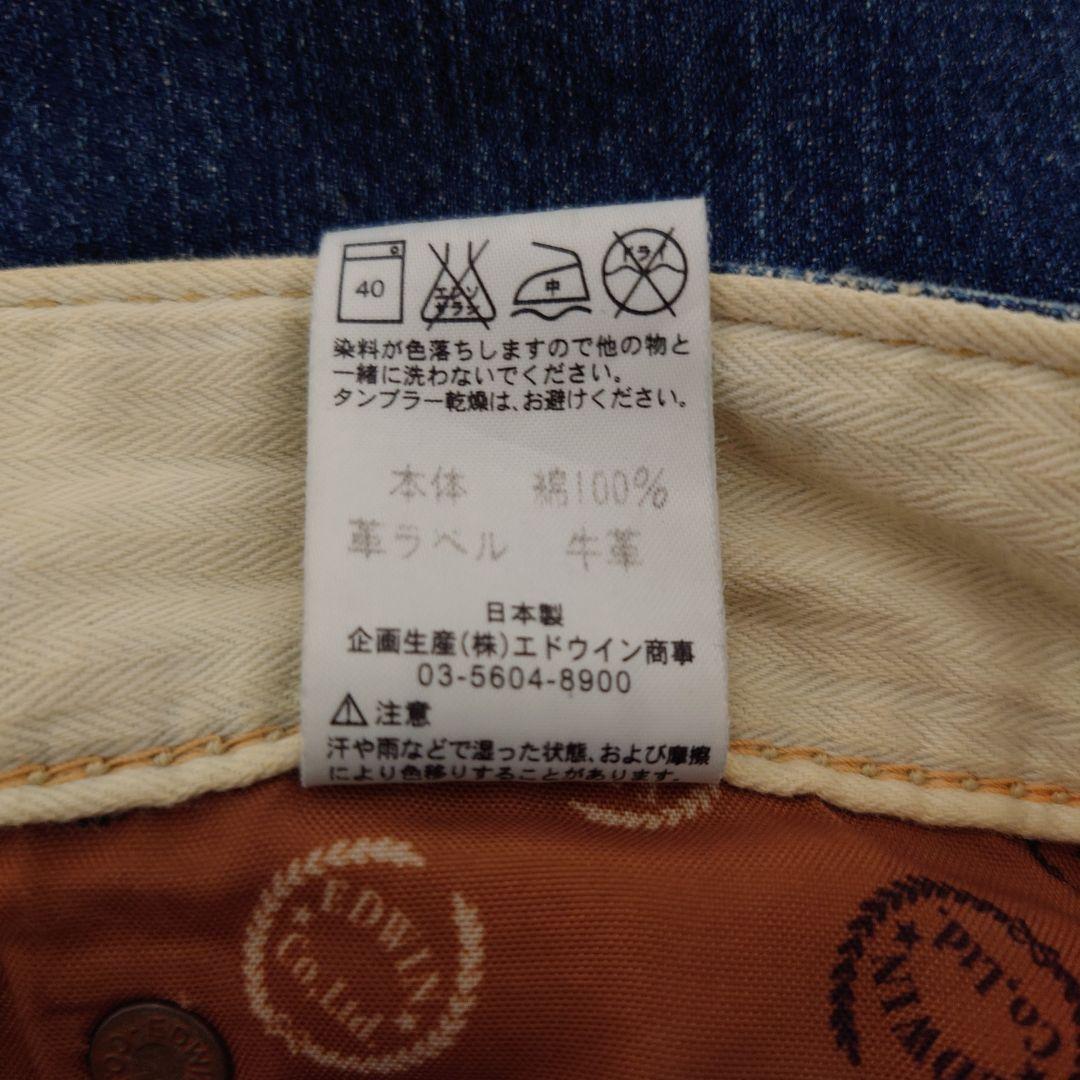 40
エンソ
サラシ
中
ドライ
染料が色落ちしますので他の物と
一緒に洗わないでください。
タンブラー乾燥は、お避けください。
本体 綿100%
革ラベル 牛革
日本製
企画生産(株)エドウイン商事
03-5604-8900
注意
汗や雨などで湿った状態、および摩擦
により色移りすることがあります。
EDWIN
Co.,Ltd
EDWIN
Co.,Ltd